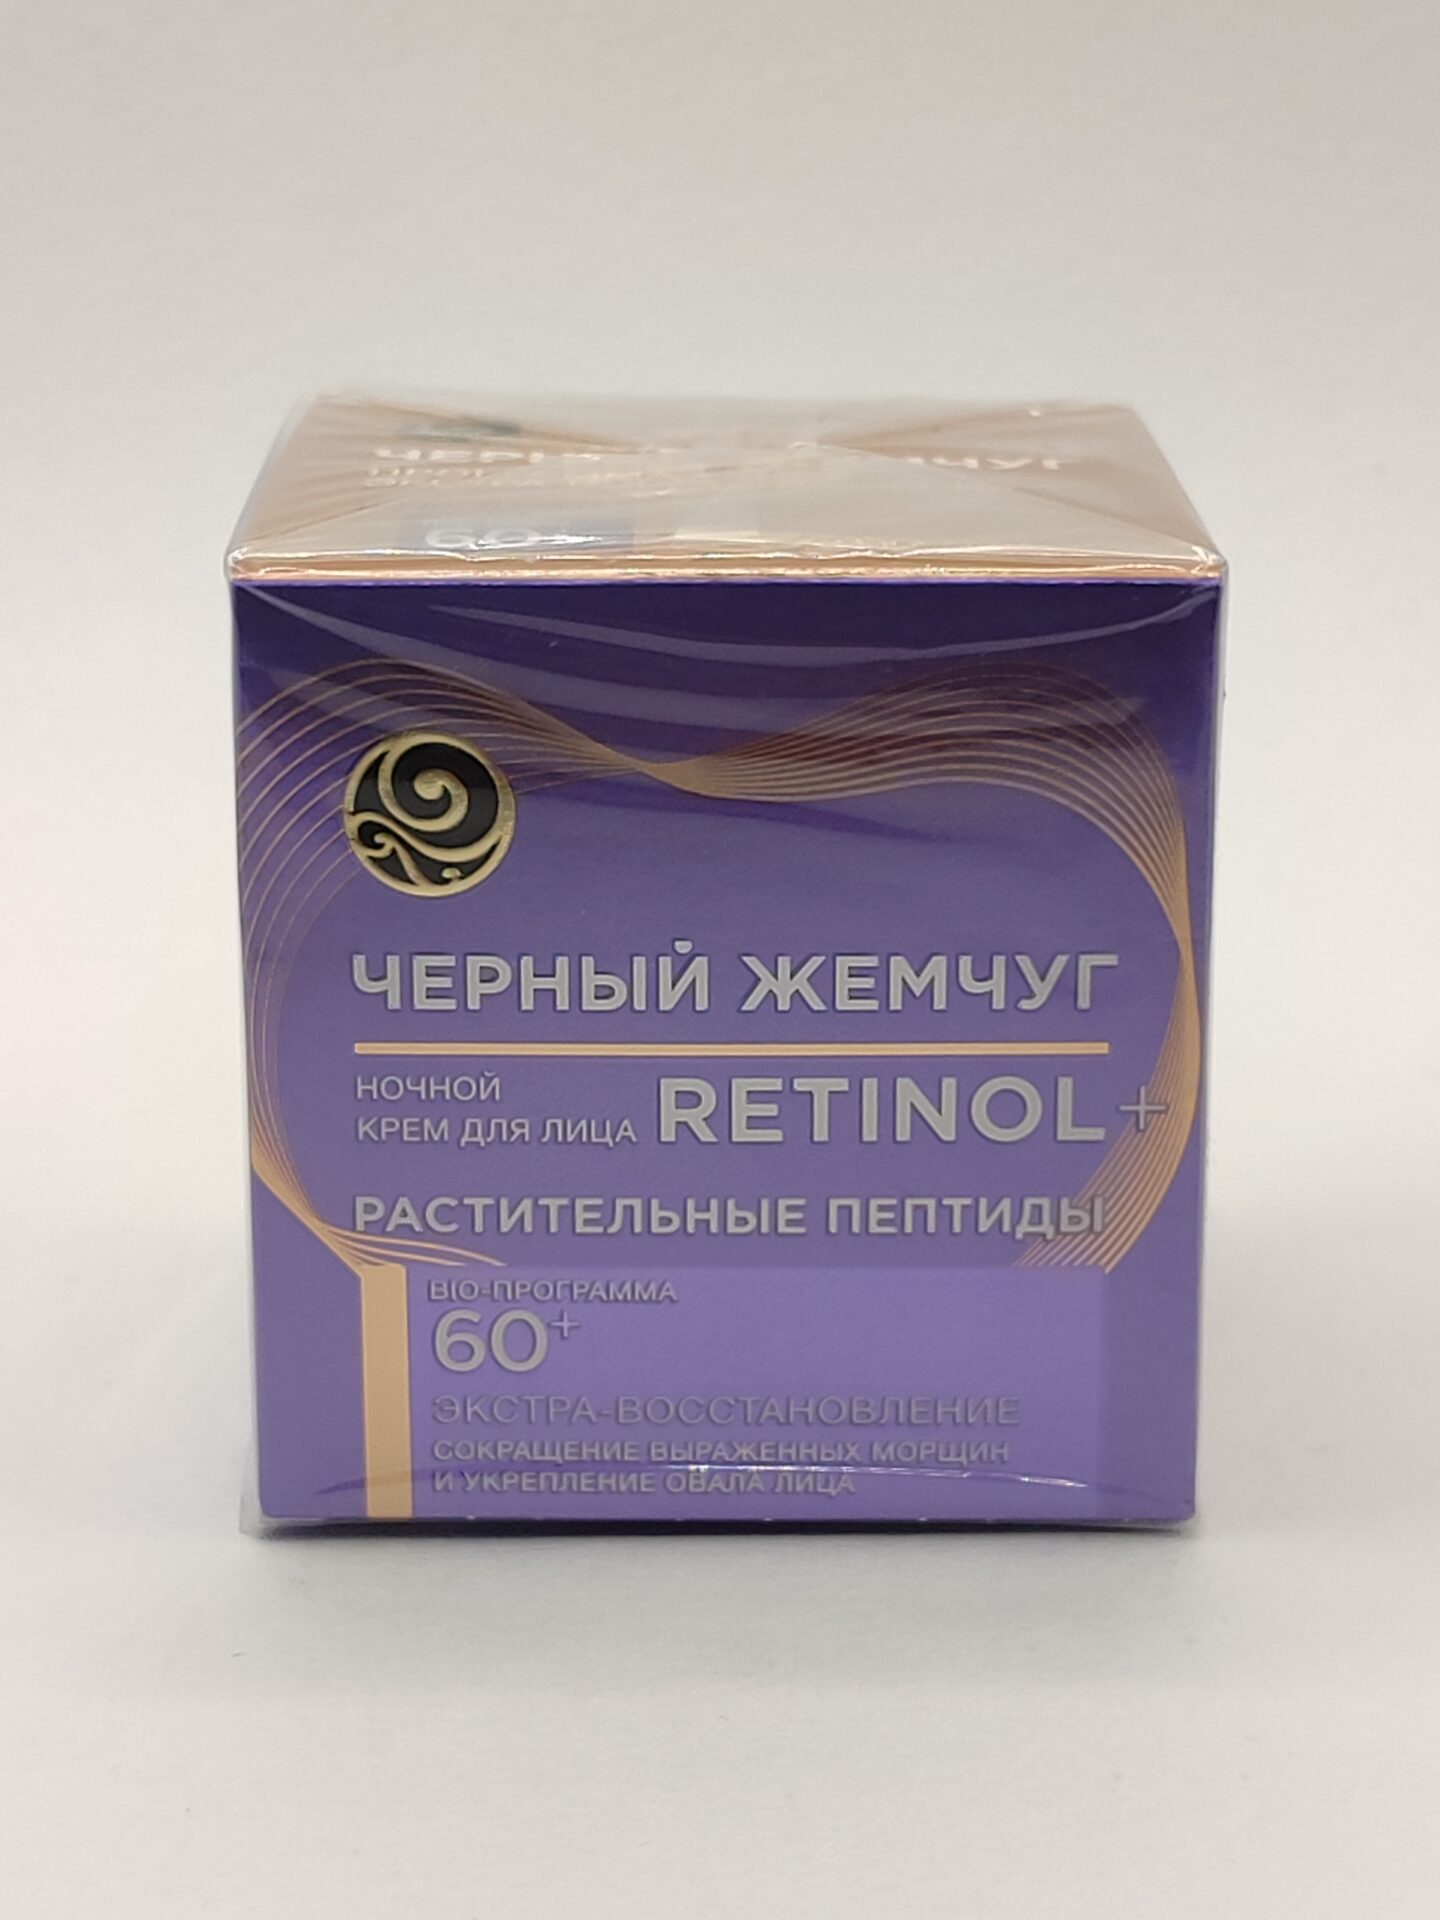 60+
ЧЕРНЫЙ ЖЕМЧУГ
НОЧНОЙ
КРЕМ ДЛЯ ЛИЦА RETINOL+
РАСТИТЕЛЬНЫЕ ПЕПТИДЫ
BIO-ПРОГРАММА
60+
ЭКСТРА-ВОССТАНОВЛЕНИЕ
СОКРАЩЕНИЕ ВЫРАЖЕННЫХ МОРЩИН
И УКРЕПЛЕНИЕ ОВАЛА ЛИЦА